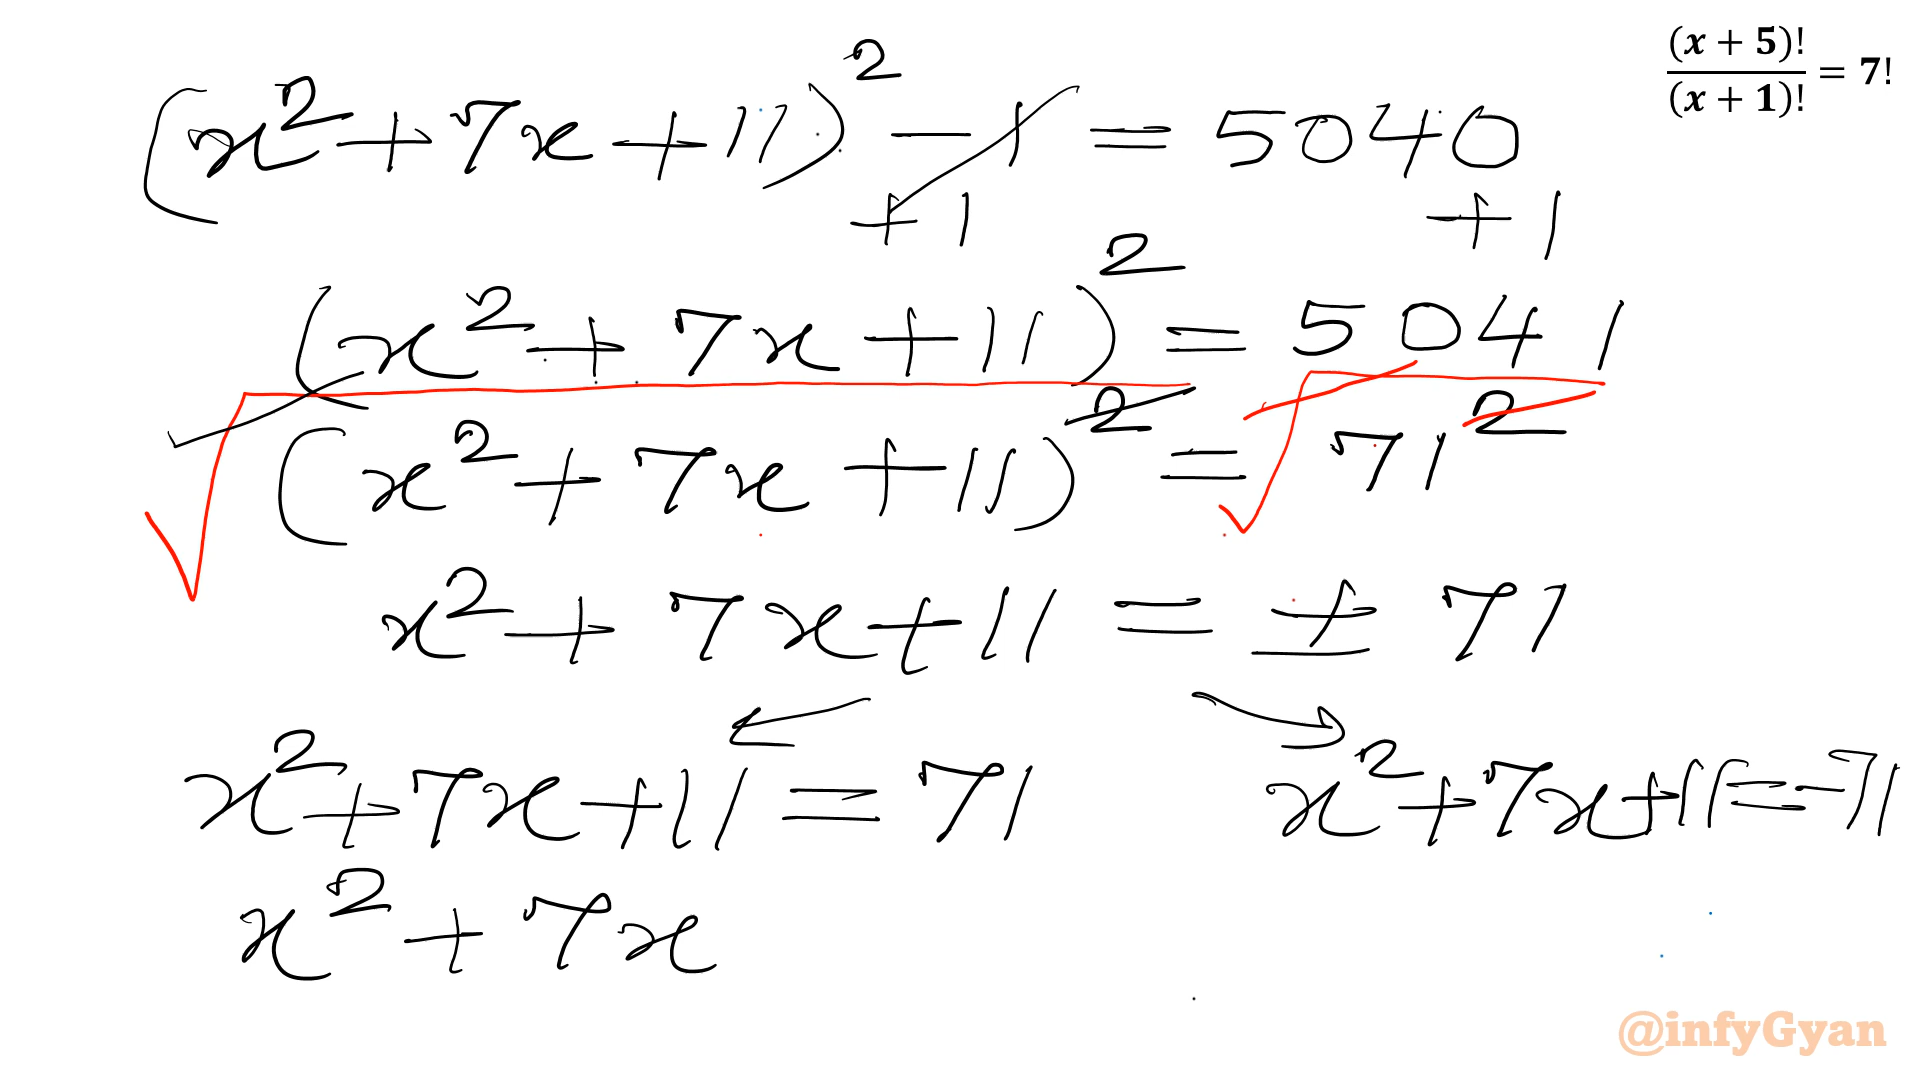 (x + 5)!/(x + 1)! = 7!
(x² + 7x + 11)² − 1 = 5040
+ 1 + 1
(x² + 7x + 11)² = 5041
√(x² + 7x + 11)² = √71²
x² + 7x + 11 = ± 71
x² + 7x + 11 = 71 x² + 7x + 11 = −71
x² + 7x
@infyGyan